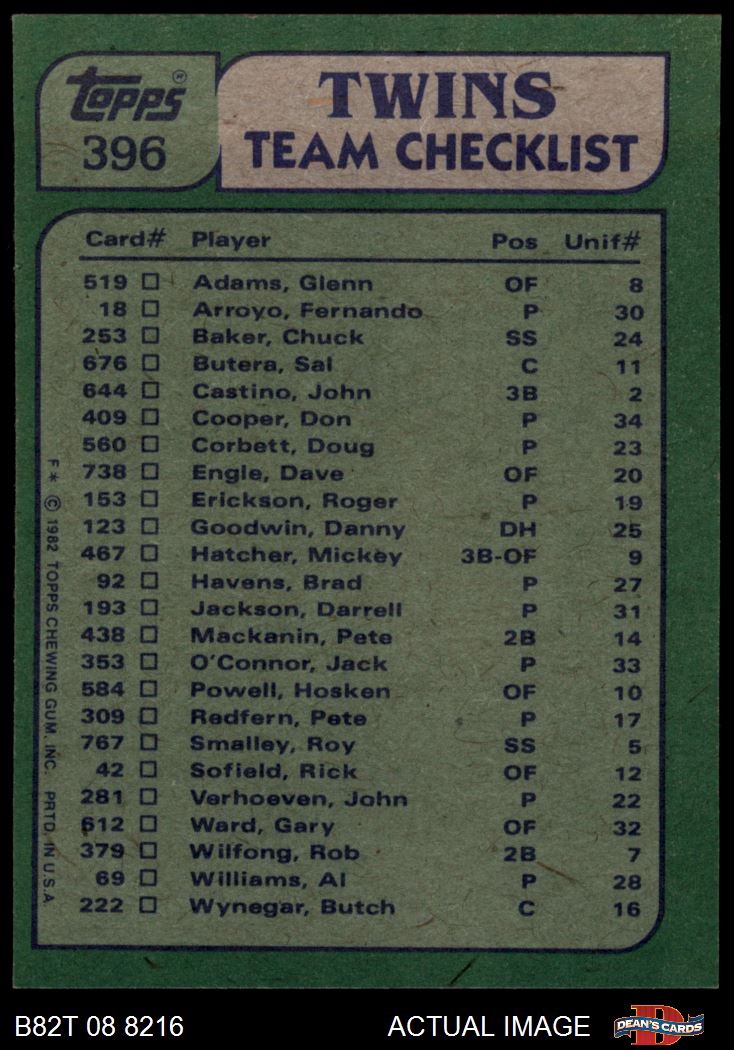 topps®
396
TWINS
TEAM CHECKLIST
Card# Player Pos Unif#
519 ☐ Adams, Glenn OF 8
18 ☐ Arroyo, Fernando P 30
253 ☐ Baker, Chuck SS 24
676 ☐ Butera, Sal C 11
644 ☐ Castino, John 3B 2
409 ☐ Cooper, Don P 34
560 ☐ Corbett, Doug P 23
738 ☐ Engle, Dave OF 20
153 ☐ Erickson, Roger P 19
123 ☐ Goodwin, Danny DH 25
467 ☐ Hatcher, Mickey 3B-OF 9
92 ☐ Havens, Brad P 27
193 ☐ Jackson, Darrell P 31
438 ☐ Mackanin, Pete 2B 14
353 ☐ O'Connor, Jack P 33
584 ☐ Powell, Hosken OF 10
309 ☐ Redfern, Pete P 17
767 ☐ Smalley, Roy SS 5
42 ☐ Sofield, Rick OF 12
281 ☐ Verhoeven, John P 22
612 ☐ Ward, Gary OF 32
379 ☐ Wilfong, Rob 2B 7
69 ☐ Williams, Al P 28
222 ☐ Wynegar, Butch C 16
F* © 1982 TOPPS CHEWING GUM, INC. PRTD. IN U.S.A.
B82T 08 8216 ACTUAL IMAGE
D
DEAN'S CARDS